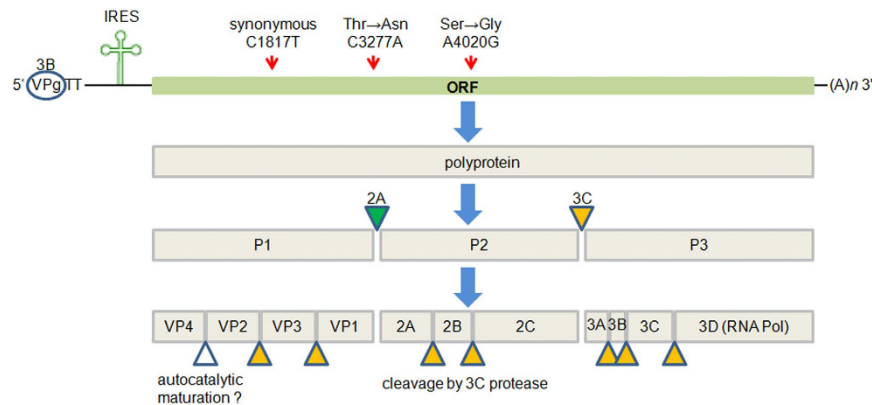 IRES
synonymous Thr→Asn Ser→Gly
C1817T C3277A A4020G
3B
5' VPg TT ORF (A)n 3'
polyprotein
2A 3C
P1 P2 P3
VP4 VP2 VP3 VP1 2A 2B 2C 3A 3B 3C 3D (RNA Pol)
autocatalytic cleavage by 3C protease
maturation ?